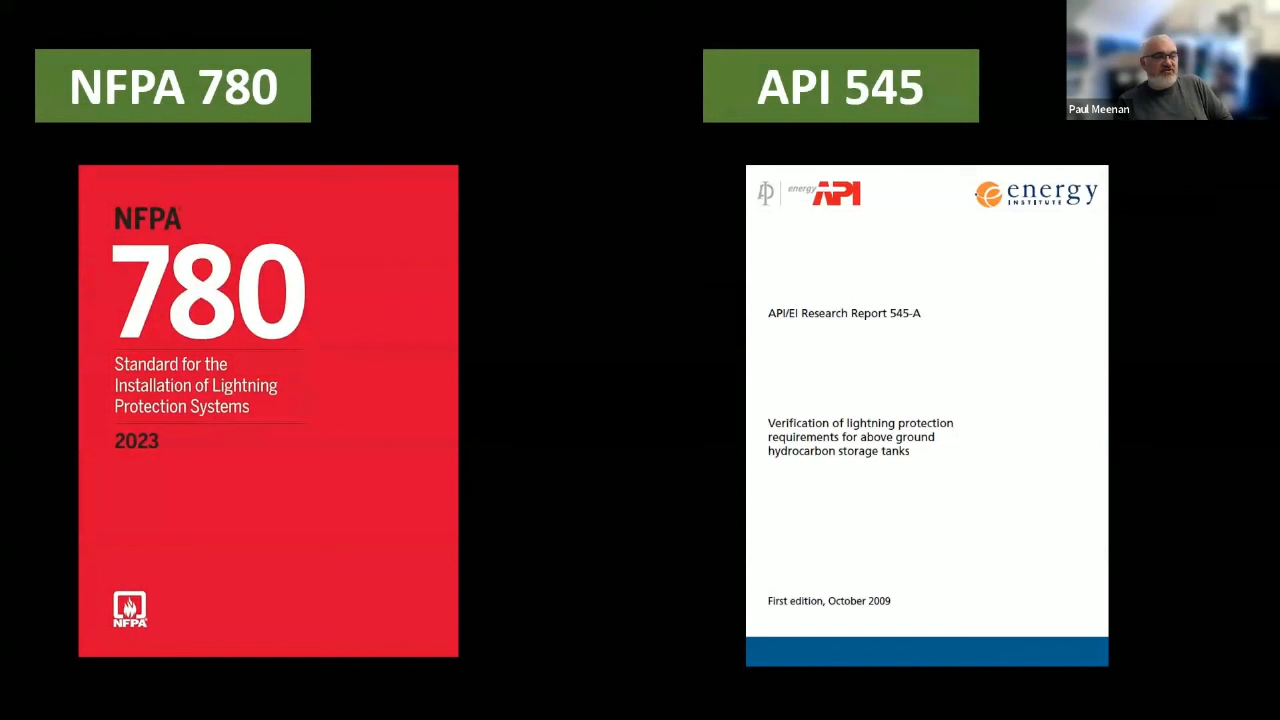 NFPA 780
API 545
Paul Meenan
NFPA
780
Standard for the
Installation of Lightning
Protection Systems
2023
NFPA
energy API
energy
INSTITUTE
API/EI Research Report 545-A
Verification of lightning protection
requirements for above ground
hydrocarbon storage tanks
First edition, October 2009